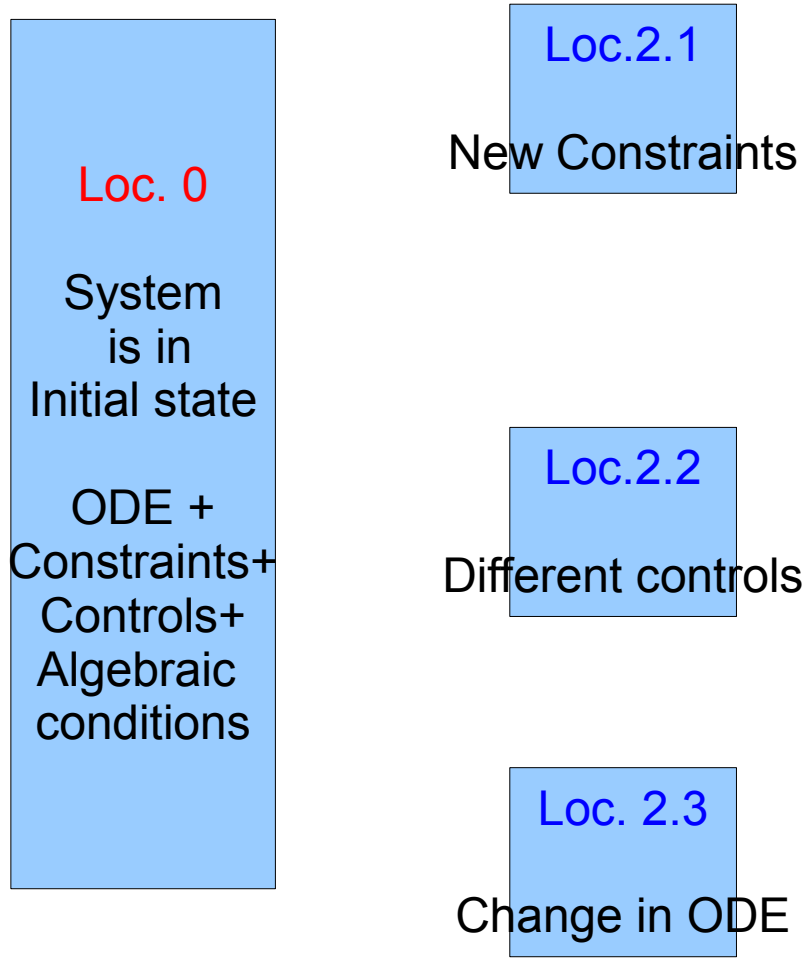 Loc. 0
System
is in
Initial state
ODE +
Constraints+
Controls+
Algebraic
conditions
Loc.2.1
New Constraints
Loc.2.2
Different controls
Loc. 2.3
Change in ODE